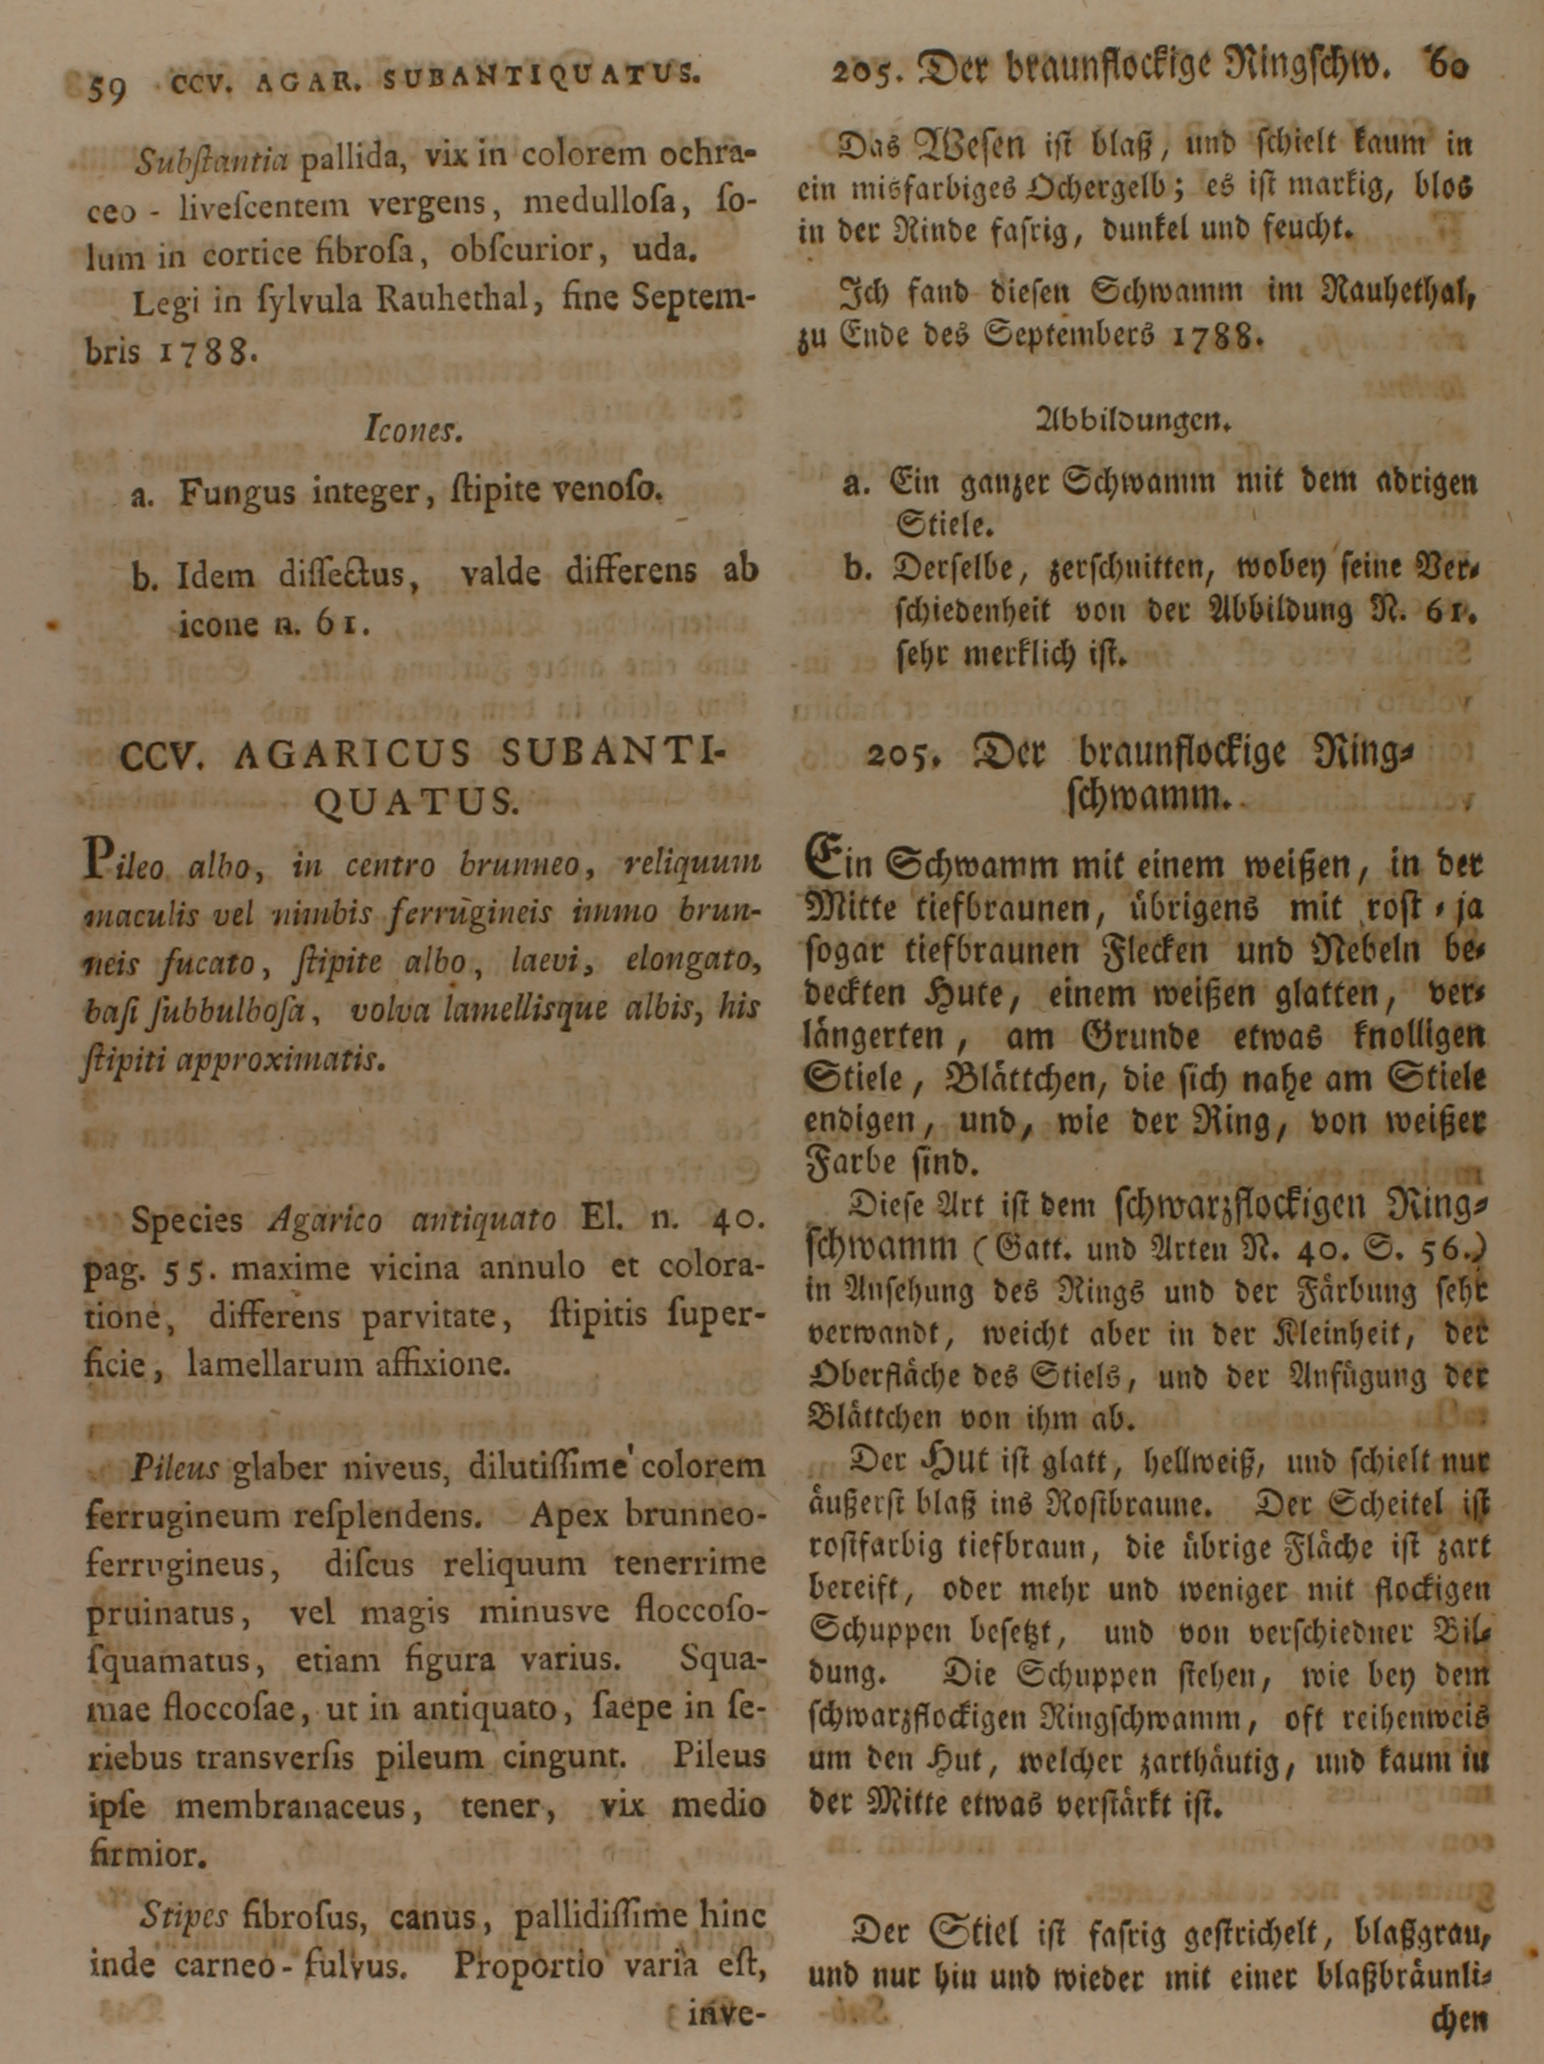 59 CCV. AGAR. SUBANTIQUATUS.
Subſtantia pallida, vix in colorem ochra-
ceo - liveſcentem vergens, medulloſa, ſo-
lum in cortice fibroſa, obſcurior, uda.
Legi in ſylvula Rauhethal, fine Septem-
bris 1788.
Icones.
a. Fungus integer, ſtipite venoſo.
b. Idem diſſectus, valde differens ab
icone n. 61.
CCV. AGARICUS SUBANTI-
QUATUS.
Pileo albo, in centro brunneo, reliquum
maculis vel nimbis ferrugineis immo brun-
neis fucato, ſtipite albo, laevi, elongato,
baſi ſubbulboſa, volva lamellisque albis, his
ſtipiti approximatis.
Species Agarico antiquato El. n. 40.
pag. 55. maxime vicina annulo et colora-
tione, differens parvitate, ſtipitis ſuper-
ficie, lamellarum affixione.
Pileus glaber niveus, dilutiſſime colorem
ferrugineum reſplendens. Apex brunneo-
ferrugineus, diſcus reliquum tenerrime
pruinatus, vel magis minusve floccoſo-
ſquamatus, etiam figura varius. Squa-
mae floccoſae, ut in antiquato, ſaepe in ſe-
riebus transverſis pileum cingunt. Pileus
ipſe membranaceus, tener, vix medio
firmior.
Stipes fibroſus, canus, pallidiſſime hinc
inde carneo - fulvus. Proportio varia eſt,
inve-
205. Der braunflockige Ringſchw. 60
Das Weſen iſt blaß, und ſchielt kaum in
ein misfarbiges Ochergelb; es iſt markig, blos
in der Rinde faſrig, dunkel und feucht.
Ich fand dieſen Schwamm im Rauhethal,
zu Ende des Septembers 1788.
Abbildungen.
a. Ein ganzer Schwamm mit dem adrigen
Stiele.
b. Derſelbe, zerſchnitten, wobey ſeine Ver-
ſchiedenheit von der Abbildung N. 61.
ſehr merklich iſt.
205. Der braunflockige Ring-
ſchwamm.
Ein Schwamm mit einem weißen, in der
Mitte tiefbraunen, übrigens mit roſt - ja
ſogar tiefbraunen Flecken und Nebeln be-
deckten Hute, einem weißen glatten, ver-
längerten, am Grunde etwas knolligen
Stiele, Blättchen, die ſich nahe am Stiele
endigen, und, wie der Ring, von weißer
Farbe ſind.
Dieſe Art iſt dem ſchwarzflockigen Ring-
ſchwamm (Gatt. und Arten N. 40. S. 56.)
in Anſehung des Rings und der Färbung ſehr
verwandt, weicht aber in der Kleinheit, der
Oberfläche des Stiels, und der Anfügung der
Blättchen von ihm ab.
Der Hut iſt glatt, hellweiß, und ſchielt nur
äußerſt blaß ins Roſtbraune. Der Scheitel iſt
roſtfarbig tiefbraun, die übrige Fläche iſt zart
bereift, oder mehr und weniger mit flockigen
Schuppen beſetzt, und von verſchiedner Bil-
dung. Die Schuppen ſtehen, wie bey dem
ſchwarzflockigen Ringſchwamm, oft reihenweis
um den Hut, welcher zarthäutig, und kaum in
der Mitte etwas verſtärkt iſt.
Der Stiel iſt faſrig geſtrichelt, blaßgrau,
und nur hin und wieder mit einer blaßbräunli-
chen